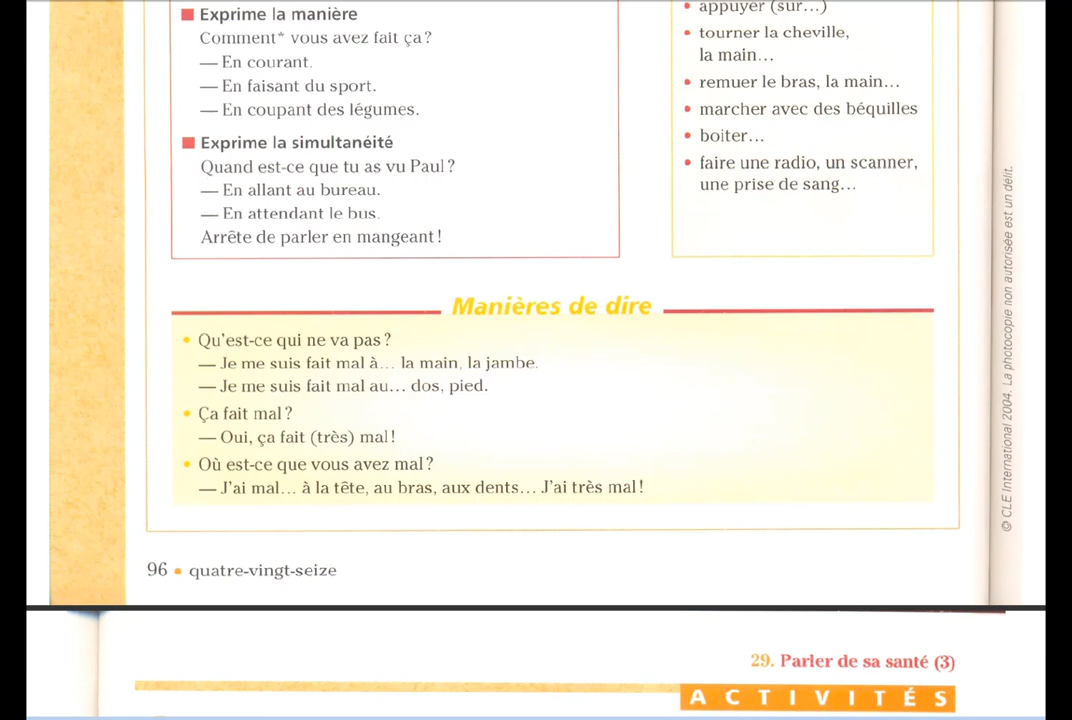 ■ Exprime la manière
Comment* vous avez fait ça ?
— En courant.
— En faisant du sport.
— En coupant des légumes.
■ Exprime la simultanéité
Quand est-ce que tu as vu Paul ?
— En allant au bureau.
— En attendant le bus.
Arrête de parler en mangeant !
• appuyer (sur...)
• tourner la cheville,
la main...
• remuer le bras, la main...
• marcher avec des béquilles
• boiter...
• faire une radio, un scanner,
une prise de sang...
Manières de dire
• Qu'est-ce qui ne va pas ?
— Je me suis fait mal à... la main, la jambe.
— Je me suis fait mal au... dos, pied.
• Ça fait mal ?
— Oui, ça fait (très) mal !
• Où est-ce que vous avez mal ?
— J'ai mal... à la tête, au bras, aux dents... J'ai très mal !
© CLE International 2004. La photocopie non autorisée est un délit.
96 • quatre-vingt-seize
29. Parler de sa santé (3)
ACTIVITÉS